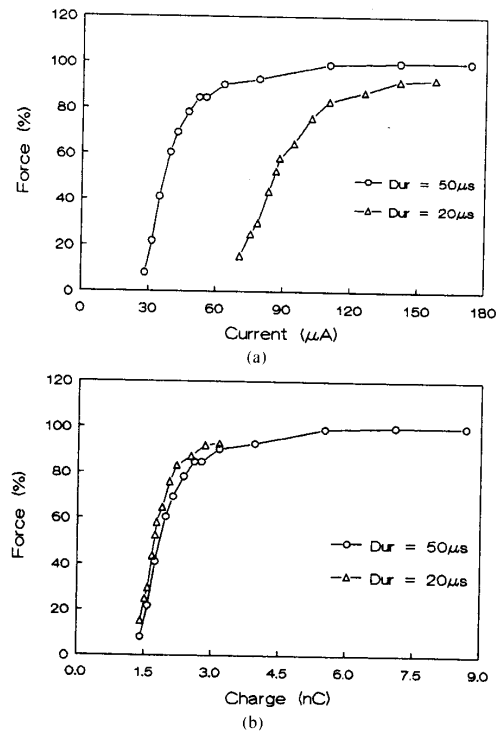 120
100
80
60
40
20
0
Force (%)
Dur = 50μs
Dur = 20μs
0 30 60 90 120 150 180
Current (μA)
(a)
120
100
80
60
40
20
0
Force (%)
Dur = 50μs
Dur = 20μs
0.0 1.5 3.0 4.5 6.0 7.5 9.0
Charge (nC)
(b)